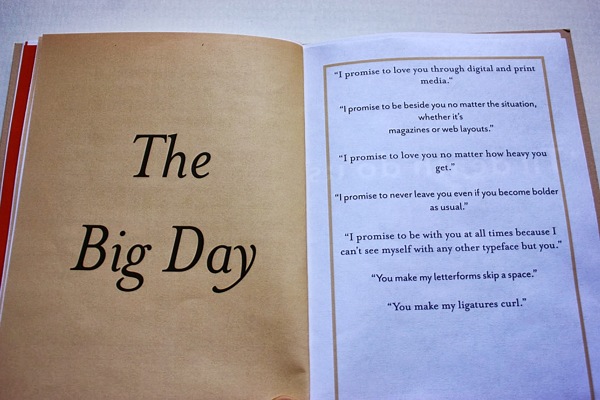 The
Big Day
“I promise to love you through digital and print
media.”
“I promise to be beside you no matter the situation,
whether it’s
magazines or web layouts.”
“I promise to love you no matter how heavy you
get.”
“I promise to never leave you even if you become bolder
as usual.”
“I promise to be with you at all times because I
can’t see myself with any other typeface but you.”
“You make my letterforms skip a space.”
“You make my ligatures curl.”